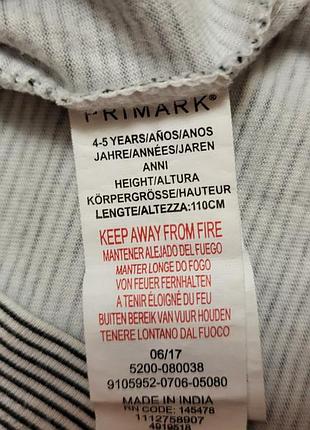 PRIMARK®
4-5 YEARS/AÑOS/ANOS
JAHRE/ANNÉES/JAREN
ANNI
HEIGHT/ALTURA
KÖRPERGRÖSSE/HAUTEUR
LENGTE/ALTEZZA:110CM
KEEP AWAY FROM FIRE
MANTENER ALEJADO DEL FUEGO
MANTER LONGE DO FOGO
VON FEUER FERNHALTEN
A TENIR ÉLOIGNÉ DU FEU
BUITEN BEREIK VAN VUUR HOUDEN
TENERE LONTANO DAL FUOCO
06/17
5200-080038
9105952-0706-05080
MADE IN INDIA
RN CODE: 145478
1112758907
4919518